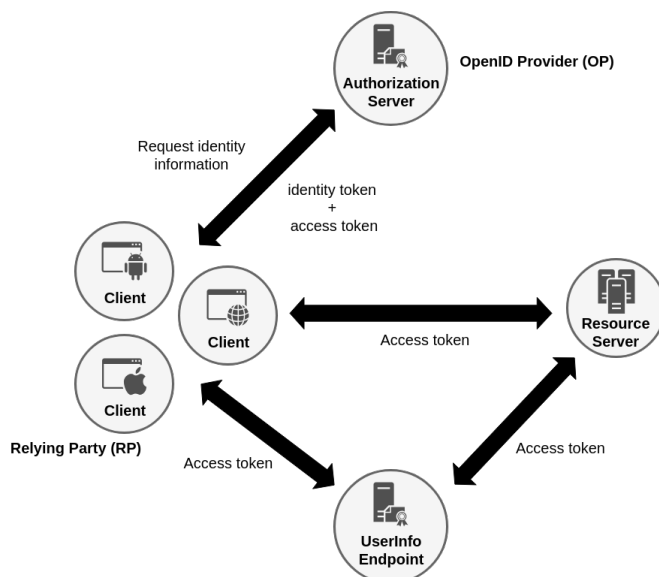 Authorization
Server
OpenID Provider (OP)
Request identity
information
identity token
+
access token
Client
Client
Client
Relying Party (RP)
Access token
Resource
Server
Access token
Access token
UserInfo
Endpoint